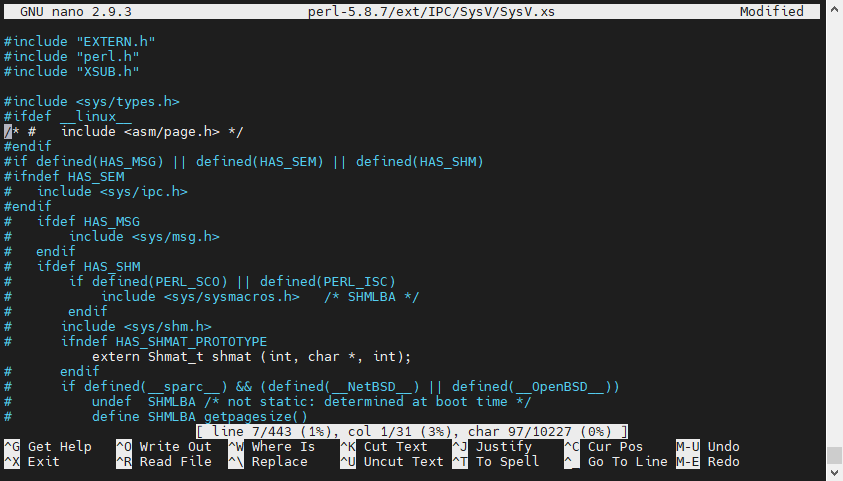 GNU nano 2.9.3 perl-5.8.7/ext/IPC/SysV/SysV.xs Modified
#include "EXTERN.h"
#include "perl.h"
#include "XSUB.h"
#include <sys/types.h>
#ifdef __linux__
/* #   include <asm/page.h> */
#endif
#if defined(HAS_MSG) || defined(HAS_SEM) || defined(HAS_SHM)
#ifndef HAS_SEM
#   include <sys/ipc.h>
#endif
#   ifdef HAS_MSG
#       include <sys/msg.h>
#   endif
#   ifdef HAS_SHM
#       if defined(PERL_SCO) || defined(PERL_ISC)
#           include <sys/sysmacros.h>   /* SHMLBA */
#       endif
#      include <sys/shm.h>
#      ifndef HAS_SHMAT_PROTOTYPE
           extern Shmat_t shmat (int, char *, int);
#      endif
#      if defined(__sparc__) && (defined(__NetBSD__) || defined(__OpenBSD__))
#          undef  SHMLBA /* not static: determined at boot time */
#          define SHMLBA getpagesize()
[ line 7/443 (1%), col 1/31 (3%), char 97/10227 (0%) ]
^G Get Help ^O Write Out ^W Where Is ^K Cut Text ^J Justify ^C Cur Pos M-U Undo
^X Exit ^R Read File ^\ Replace ^U Uncut Text ^T To Spell ^_ Go To Line M-E Redo